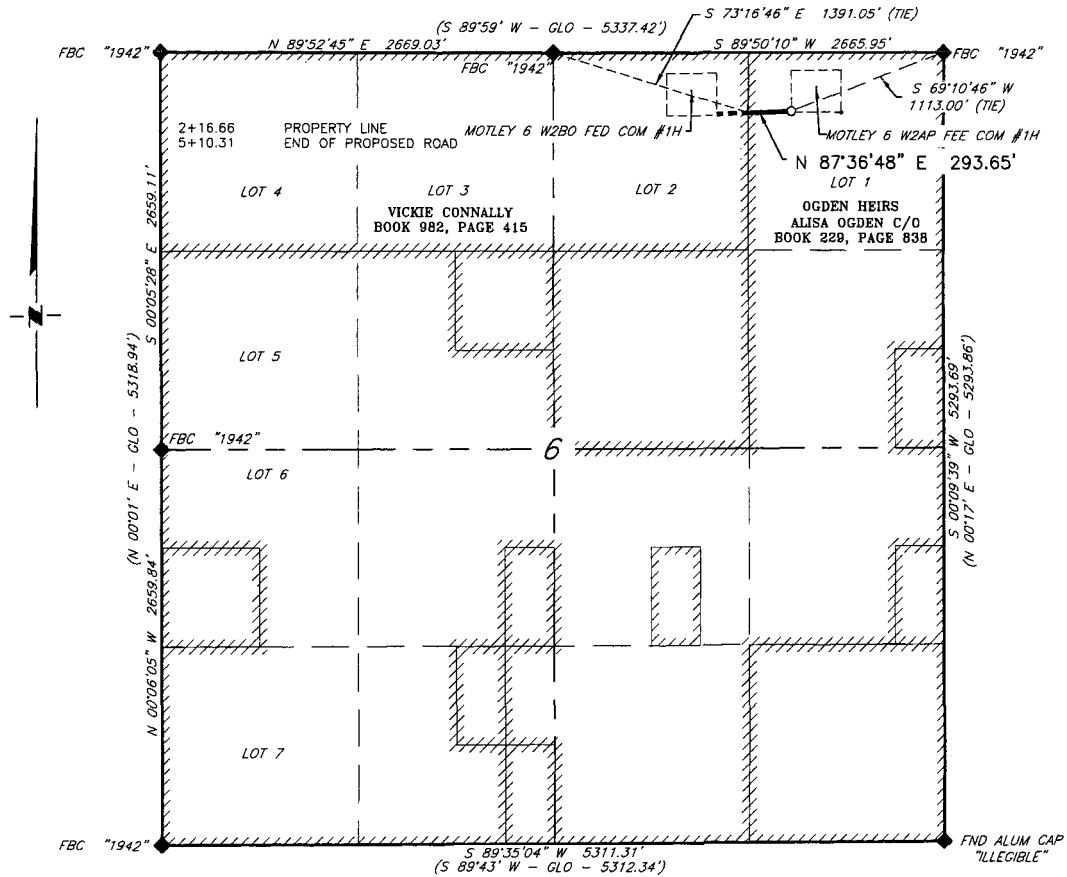 S 73°16'46" E 1391.05' (TIE)
(S 89°59' W - GLO - 5337.42')
FBC "1942"
N 89°52'45" E 2669.03'
S 89°50'10" W 2665.95'
FBC "1942"
FBC "1942"
S 69°10'46" W
1113.00' (TIE)
2+16.66 PROPERTY LINE
5+10.31 END OF PROPOSED ROAD
MOTLEY 6 W2BO FED COM #1H
MOTLEY 6 W2AP FEE COM #1H
N 87°36'48" E 293.65'
LOT 4
LOT 3
LOT 2
LOT 1
VICKIE CONNALLY
BOOK 982, PAGE 415
OGDEN HEIRS
ALISA OGDEN C/O
BOOK 229, PAGE 838
S 00°05'28" E 2659.11'
N
(N 00°01' E - GLO - 5318.94')
LOT 5
S 00°09'39" W 5293.69'
(N 00°17' E - GLO - 5293.86')
FBC "1942"
6
LOT 6
N 00°06'05" W 2659.84'
LOT 7
FBC "1942"
S 89°35'04" W 5311.31'
(S 89°43' W - GLO - 5312.34')
FND ALUM CAP
"ILLEGIBLE"